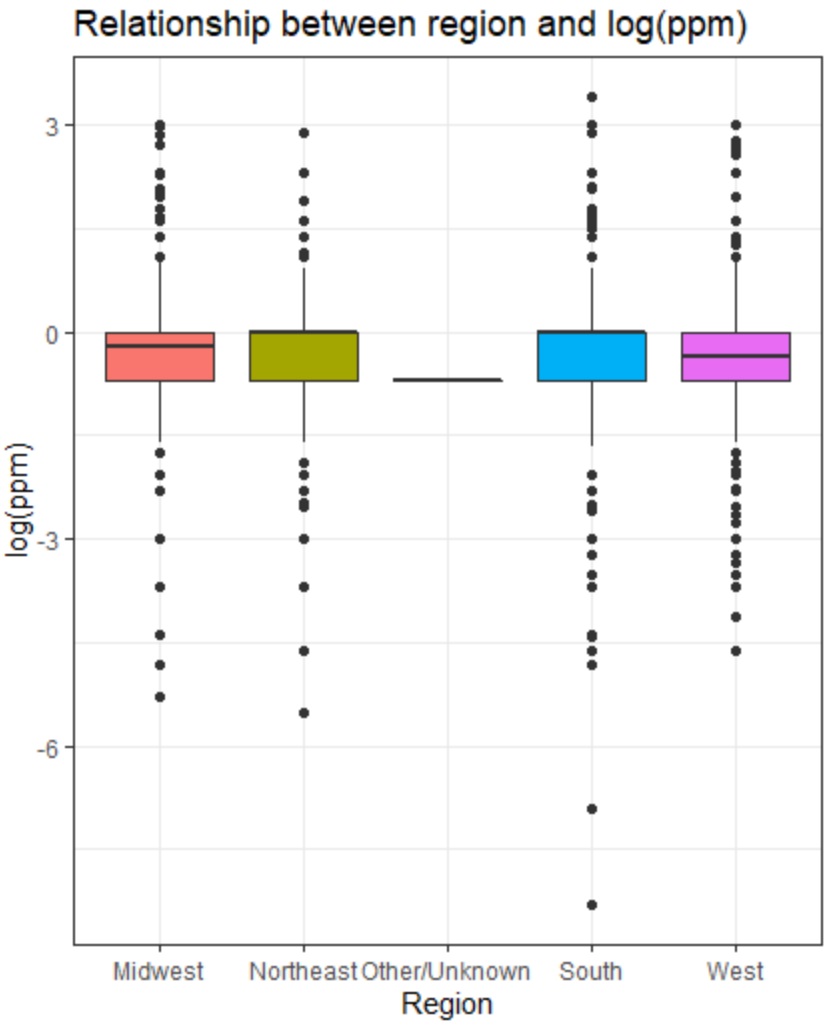 Relationship between region and log(ppm)
3
0
-3
-6
log(ppm)
Midwest Northeast Other/Unknown South West
Region